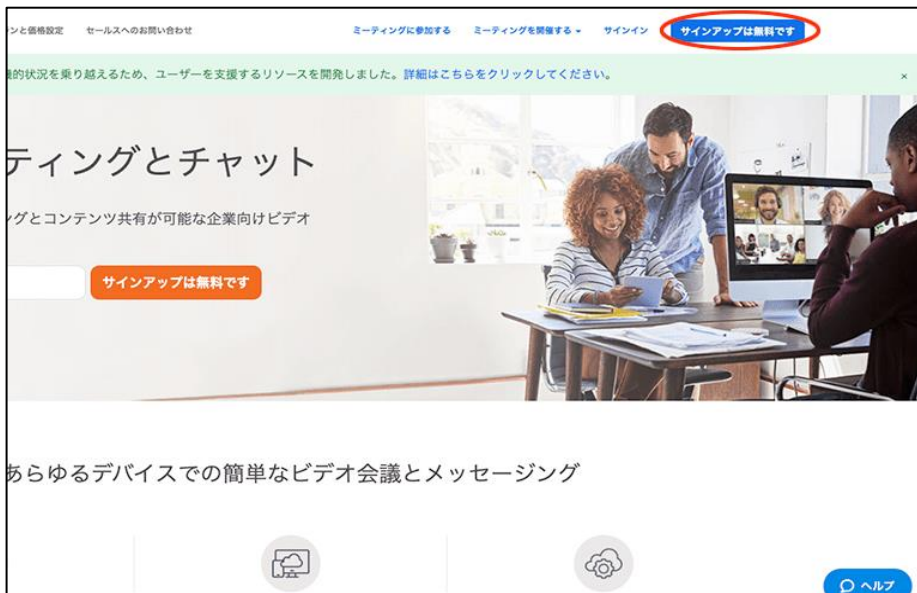 ンと価格設定 セールスへのお問い合わせ ミーティングに参加する ミーティングを開催する サインイン サインアップは無料です
的状況を乗り越えるため、ユーザーを支援するリソースを開発しました。詳細はこちらをクリックしてください。 ×
ティングとチャット
グとコンテンツ共有が可能な企業向けビデオ
サインアップは無料です
あらゆるデバイスでの簡単なビデオ会議とメッセージング
ヘルプ